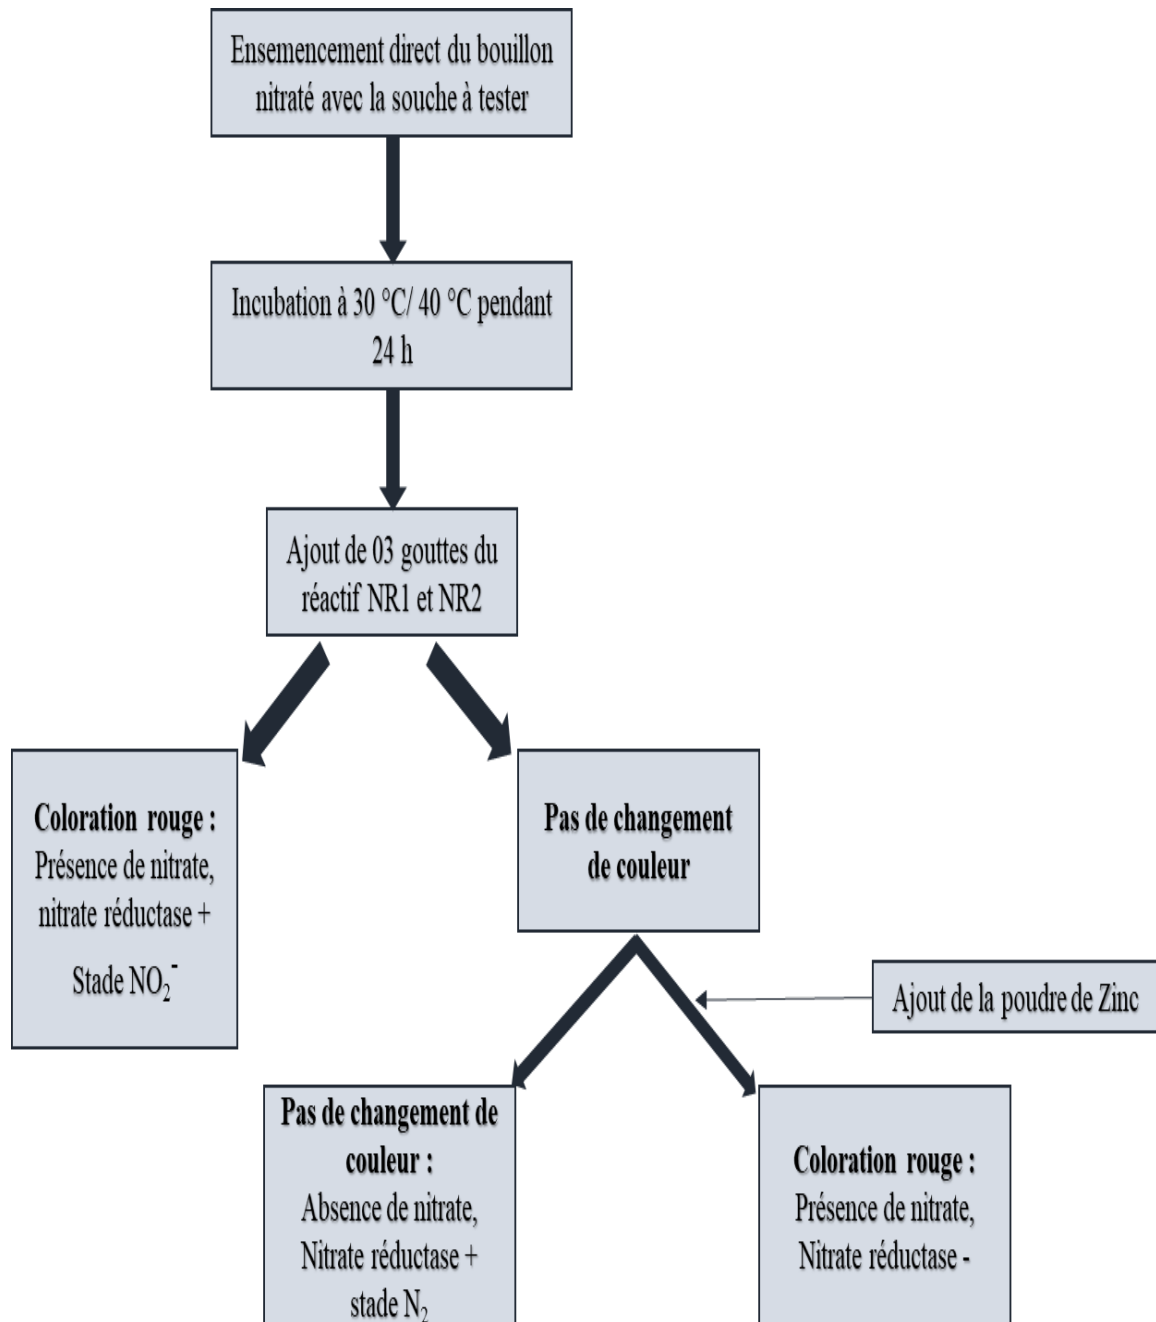 Ensemencement direct du bouillon
nitraté avec la souche à tester
Incubation à 30 °C/ 40 °C pendant
24 h
Ajout de 03 gouttes du
réactif NR1 et NR2
Coloration rouge :
Présence de nitrate,
nitrate réductase +
Stade NO₂⁻
Pas de changement
de couleur
Ajout de la poudre de Zinc
Pas de changement de
couleur :
Absence de nitrate,
Nitrate réductase +
stade N₂
Coloration rouge :
Présence de nitrate,
Nitrate réductase -